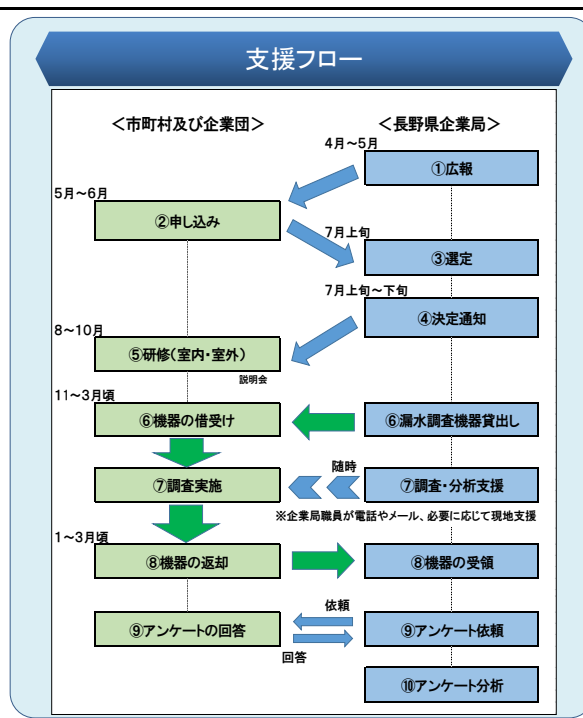 支援フロー
＜市町村及び企業団＞
＜長野県企業局＞
4月～5月
①広報
5月～6月
②申し込み
7月上旬
③選定
7月上旬～下旬
④決定通知
8～10月
⑤研修（室内・室外）
説明会
11～3月頃
⑥機器の借受け
⑥漏水調査機器貸出し
随時
⑦調査実施
⑦調査・分析支援
※企業局職員が電話やメール、必要に応じて現地支援
1～3月頃
⑧機器の返却
⑧機器の受領
依頼
⑨アンケートの回答
⑨アンケート依頼
回答
⑩アンケート分析